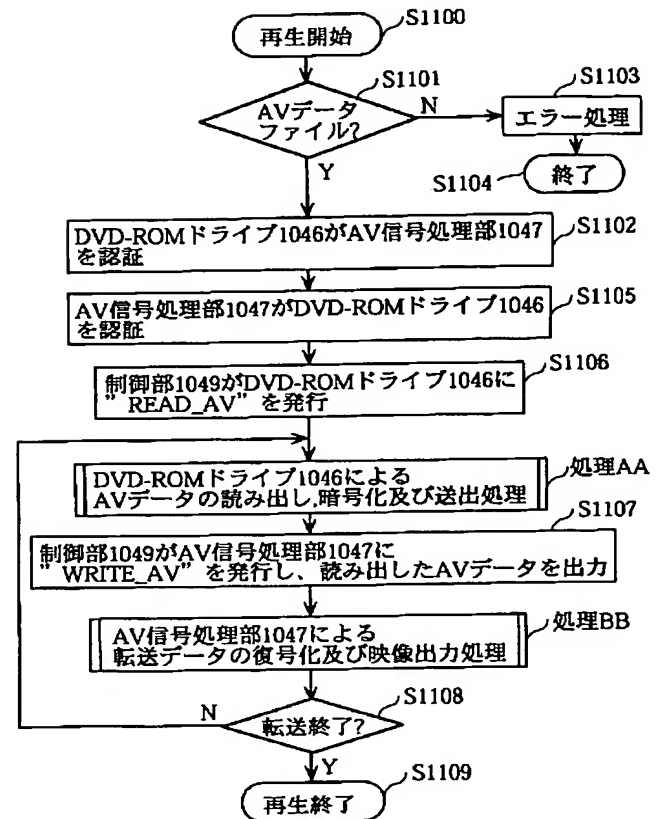 再生開始
S1100
AVデータ
ファイル?
S1101
N
エラー処理
S1103
終了
S1104
Y
DVD-ROMドライブ1046がAV信号処理部1047
を認証
S1102
AV信号処理部1047がDVD-ROMドライブ1046
を認証
S1105
制御部1049がDVD-ROMドライブ1046に
”READ_AV”を発行
S1106
DVD-ROMドライブ1046による
AVデータの読み出し,暗号化及び送出処理
処理AA
制御部1049がAV信号処理部1047に
”WRITE_AV”を発行し、読み出したAVデータを出力
S1107
AV信号処理部1047による
転送データの復号化及び映像出力処理
処理BB
転送終了?
S1108
N
Y
再生終了
S1109